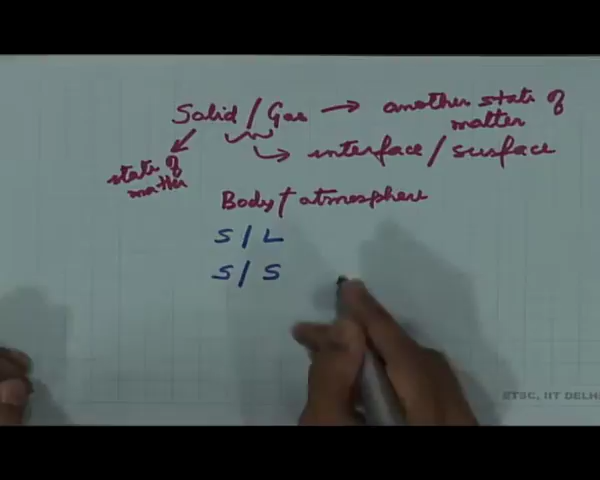 Solid / Gas → another state of matter
→ interface / surface
state of matter
Body / atmosphere
S / L
S / S
ETSC, IIT DELHI